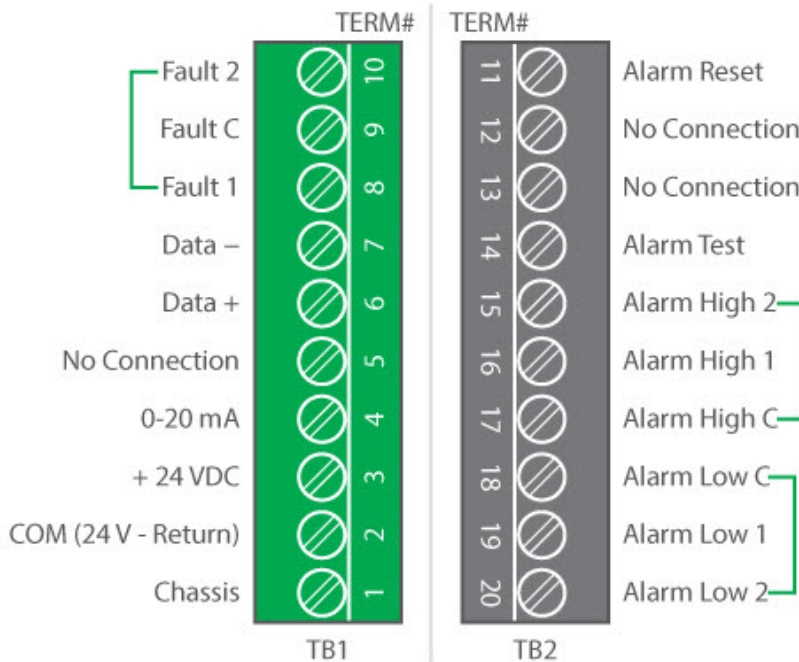 TERM# TERM#
Fault 2 10 11 Alarm Reset
Fault C 9 12 No Connection
Fault 1 8 13 No Connection
Data – 7 14 Alarm Test
Data + 6 15 Alarm High 2
No Connection 5 16 Alarm High 1
0-20 mA 4 17 Alarm High C
+ 24 VDC 3 18 Alarm Low C
COM (24 V - Return) 2 19 Alarm Low 1
Chassis 1 20 Alarm Low 2
TB1 TB2